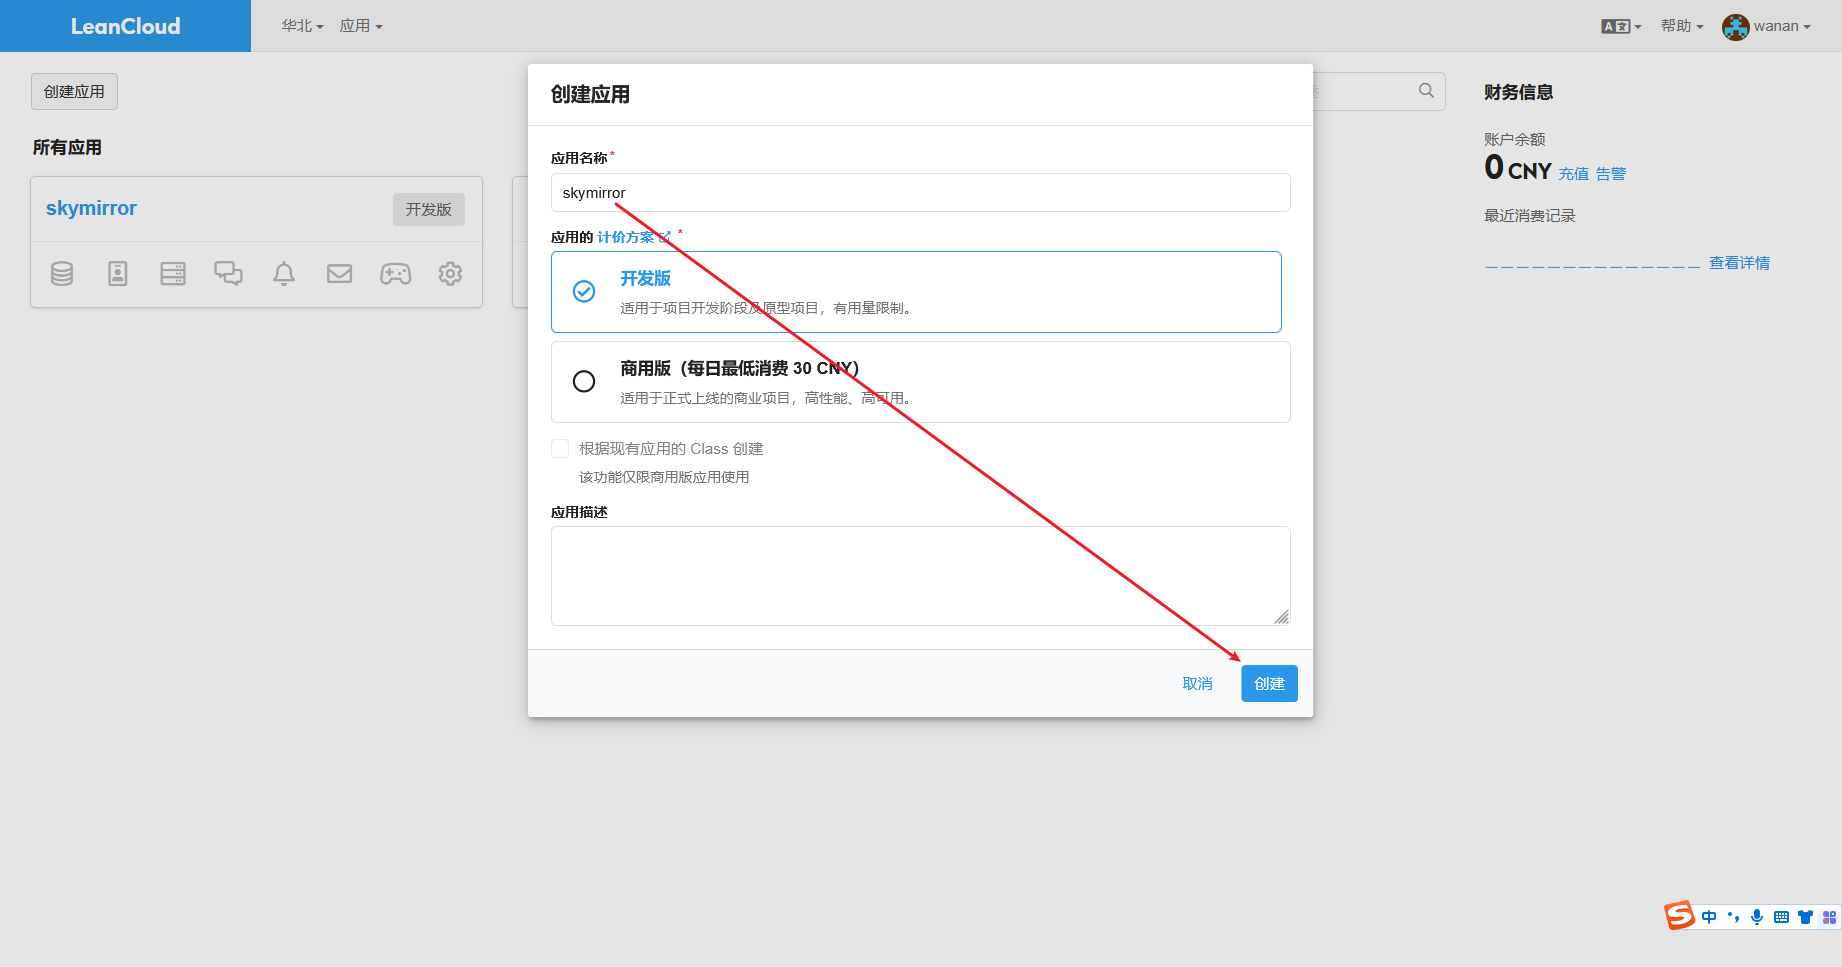 LeanCloud
华北
应用
A 文
帮助
wanan
创建应用
所有应用
skymirror
开发版
创建应用
应用名称*
skymirror
应用的 计价方案 *
开发版
适用于项目开发阶段及原型项目，有用量限制。
商用版（每日最低消费 30 CNY）
适用于正式上线的商业项目，高性能、高可用。
根据现有应用的 Class 创建
该功能仅限商用版应用使用
应用描述
取消
创建
财务信息
账户余额
0 CNY 充值 告警
最近消费记录
查看详情
S 中